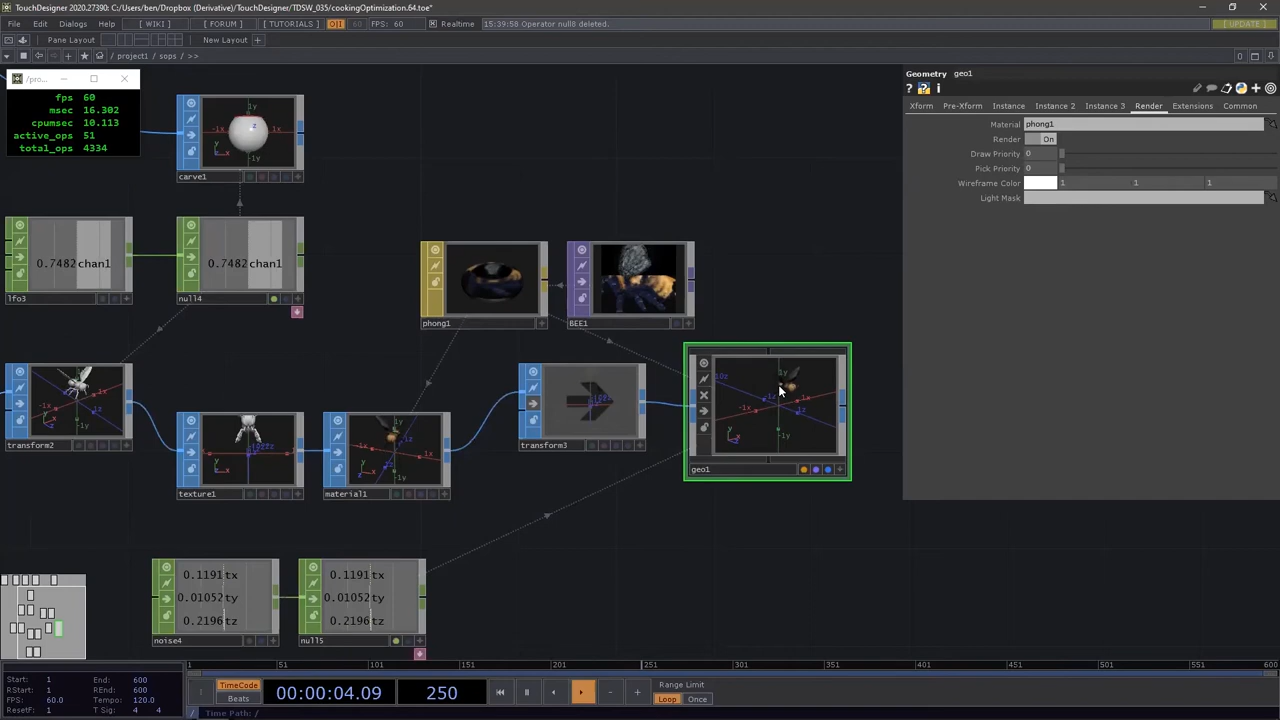 TouchDesigner 2020.27390: C:/Users/ben/Dropbox (Derivative)/TouchDesigner/TDSW_035/cookingOptimization.64.toe*
File Edit Dialogs Help [ WIKI ] [ FORUM ] [ TUTORIALS ] O|I 60 FPS: 60 Realtime 15:39:58 Operator null8 deleted. [ UPDATE ]
Pane Layout New Layout +
/ project1 / sops / >> 0
/pro...
fps 60
msec 16.302
cpumsec 10.113
active_ops 51
total_ops 4334
Geometry geo1
Xform Pre-Xform Instance Instance 2 Instance 3 Render Extensions Common
Material phong1
Render On
Draw Priority 0
Pick Priority 0
Wireframe Color 1 1 1
Light Mask
carve1
0.7482 chan1
0.7482 chan1
lfo3 null4
phong1 BEE1
transform2 transform3
geo1
texture1 material1
0.1191 tx
0.01052 ty
0.2196 tz
0.1191 tx
0.01052 ty
0.2196 tz
noise4 null5
1 51 101 151 201 251 301 351 401 451 501 551 600
Start: 1 End: 600
RStart: 1 REnd: 600
FPS: 60.0 Tempo: 120.0
ResetF: 1 T Sig: 4 4
TimeCode
Beats
00:00:04.09 250
Range Limit
Loop Once
/ Time Path: /